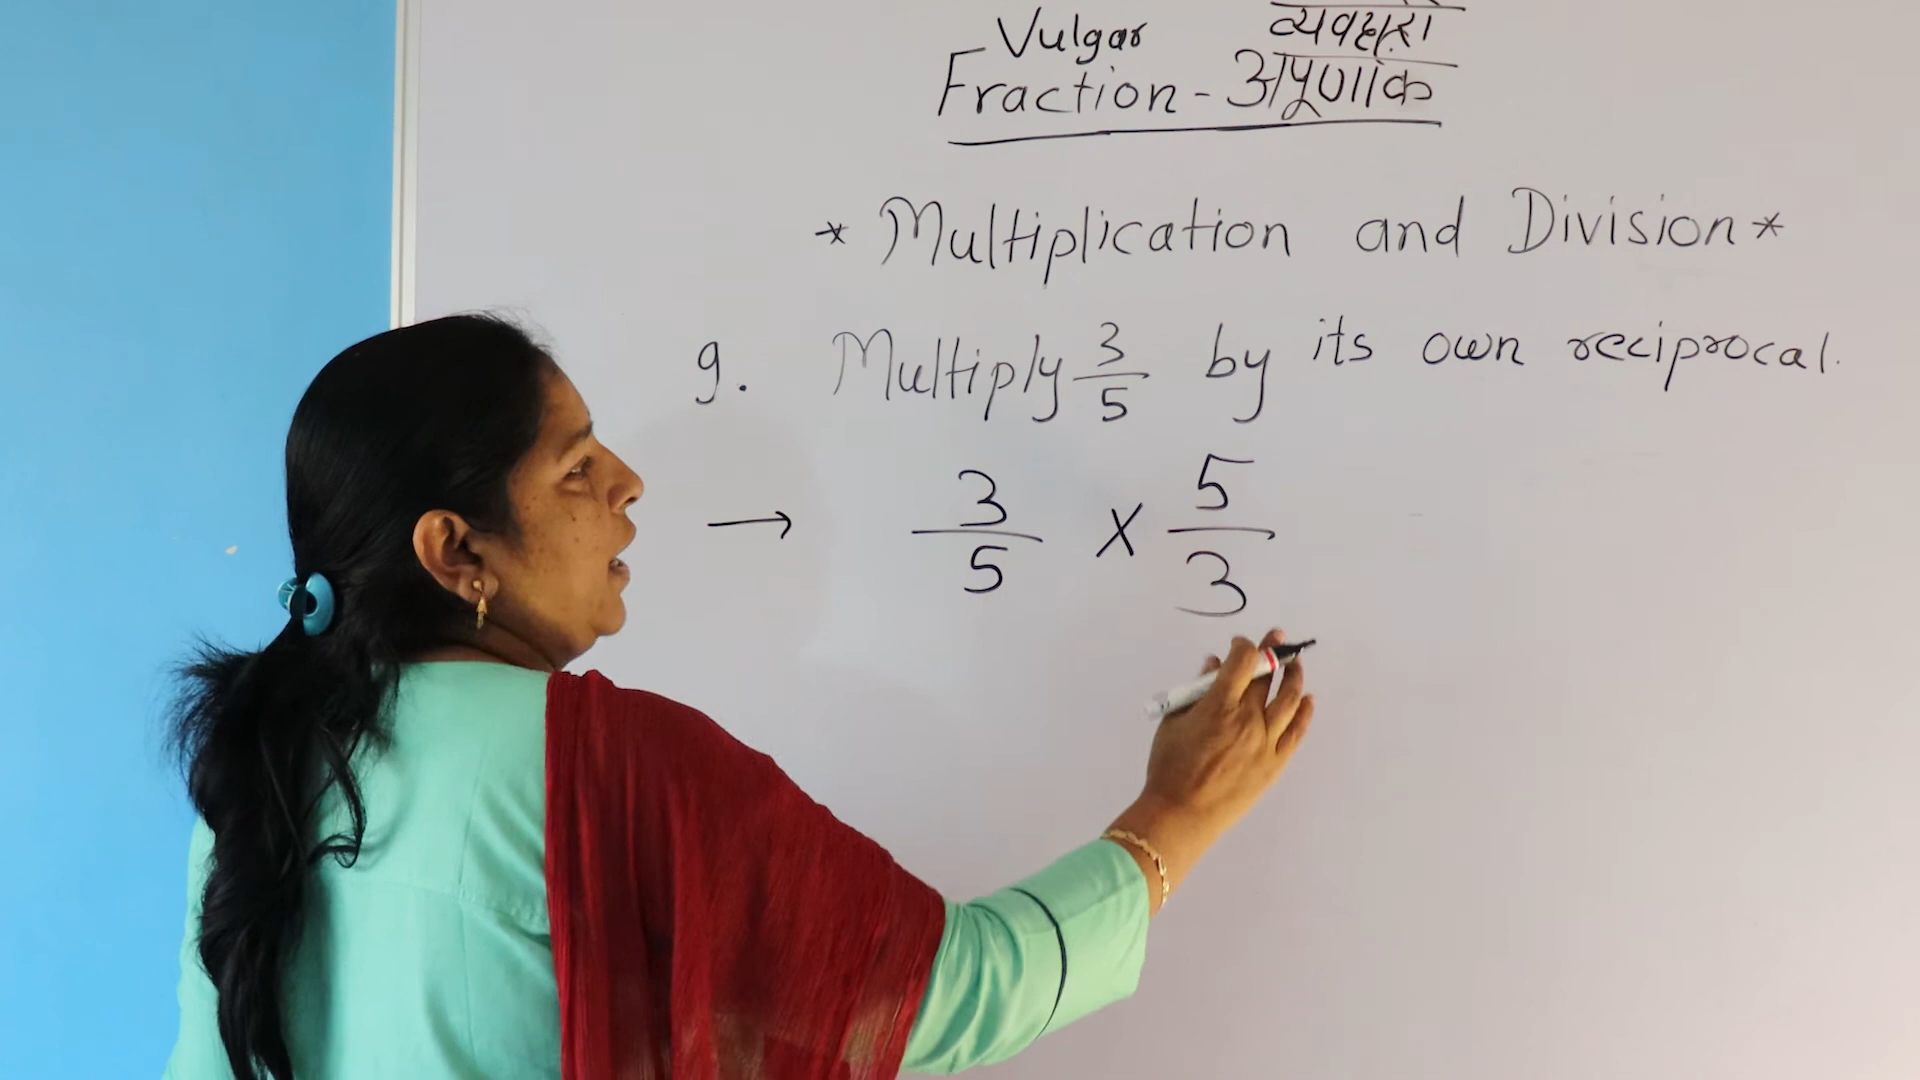 Vulgar व्यवहारी
Fraction - अपूर्णांक
* Multiplication and Division *
9. Multiply 3/5 by its own reciprocal.
→ 3/5 × 5/3